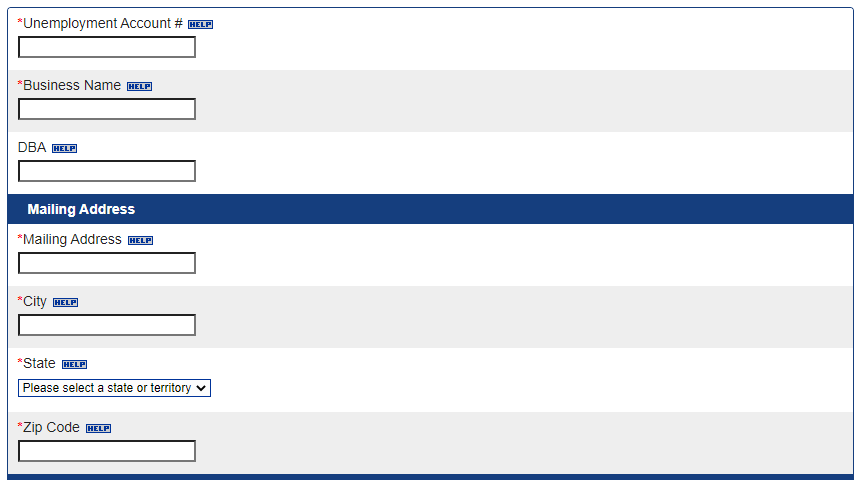 *Unemployment Account # HELP
*Business Name HELP
DBA HELP
Mailing Address
*Mailing Address HELP
*City HELP
*State HELP
Please select a state or territory
*Zip Code HELP